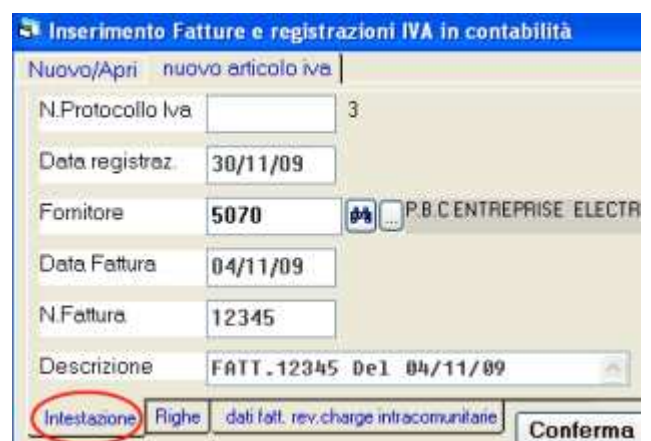 Inserimento Fatture e registrazioni IVA in contabilità
Nuovo/Apri nuovo articolo iva
N.Protocollo Iva 3
Data registraz. 30/11/09
Fornitore 5070 ... P.B.C ENTREPRISE ELECTR
Data Fattura 04/11/09
N.Fattura 12345
Descrizione FATT.12345 Del 04/11/09
Intestazione Righe dati fatt. rev.charge intracomunitarie Conferma